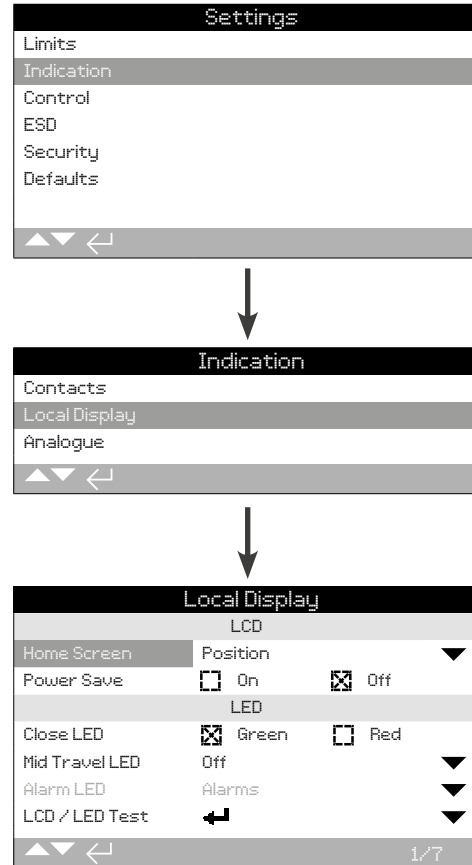 Settings
Limits
Indication
Control
ESD
Security
Defaults
Indication
Contacts
Local Display
Analogue
Local Display
LCD
Home Screen Position
Power Save On Off
LED
Close LED Green Red
Mid Travel LED Off
Alarm LED Alarms
LCD / LED Test
1/7